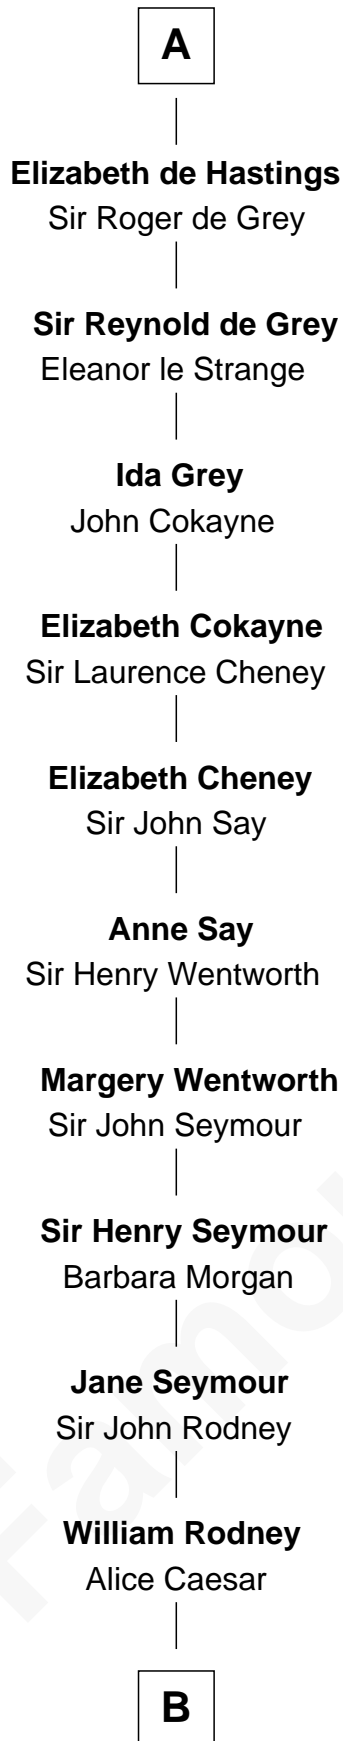 A
Elizabeth de Hastings
Sir Roger de Grey
Sir Reynold de Grey
Eleanor le Strange
Ida Grey
John Cokayne
Elizabeth Cokayne
Sir Laurence Cheney
Elizabeth Cheney
Sir John Say
Anne Say
Sir Henry Wentworth
Margery Wentworth
Sir John Seymour
Sir Henry Seymour
Barbara Morgan
Jane Seymour
Sir John Rodney
William Rodney
Alice Caesar
B